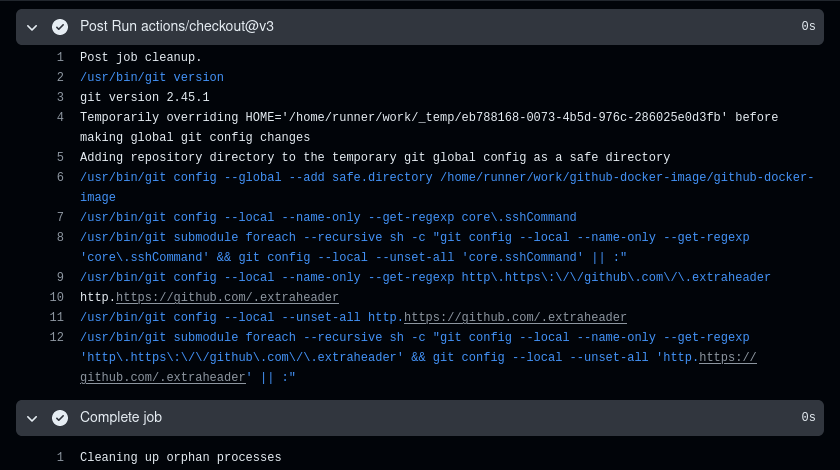 Post Run actions/checkout@v3 0s
1 Post job cleanup.
2 /usr/bin/git version
3 git version 2.45.1
4 Temporarily overriding HOME='/home/runner/work/_temp/eb788168-0073-4b5d-976c-286025e0d3fb' before
making global git config changes
5 Adding repository directory to the temporary git global config as a safe directory
6 /usr/bin/git config --global --add safe.directory /home/runner/work/github-docker-image/github-docker-
image
7 /usr/bin/git config --local --name-only --get-regexp core\.sshCommand
8 /usr/bin/git submodule foreach --recursive sh -c "git config --local --name-only --get-regexp
'core\.sshCommand' && git config --local --unset-all 'core.sshCommand' || :"
9 /usr/bin/git config --local --name-only --get-regexp http\.https\:\/\/github\.com\/\.extraheader
10 http.https://github.com/.extraheader
11 /usr/bin/git config --local --unset-all http.https://github.com/.extraheader
12 /usr/bin/git submodule foreach --recursive sh -c "git config --local --name-only --get-regexp
'http\.https\:\/\/github\.com\/\.extraheader' && git config --local --unset-all 'http.https://
github.com/.extraheader' || :"
Complete job 0s
1 Cleaning up orphan processes